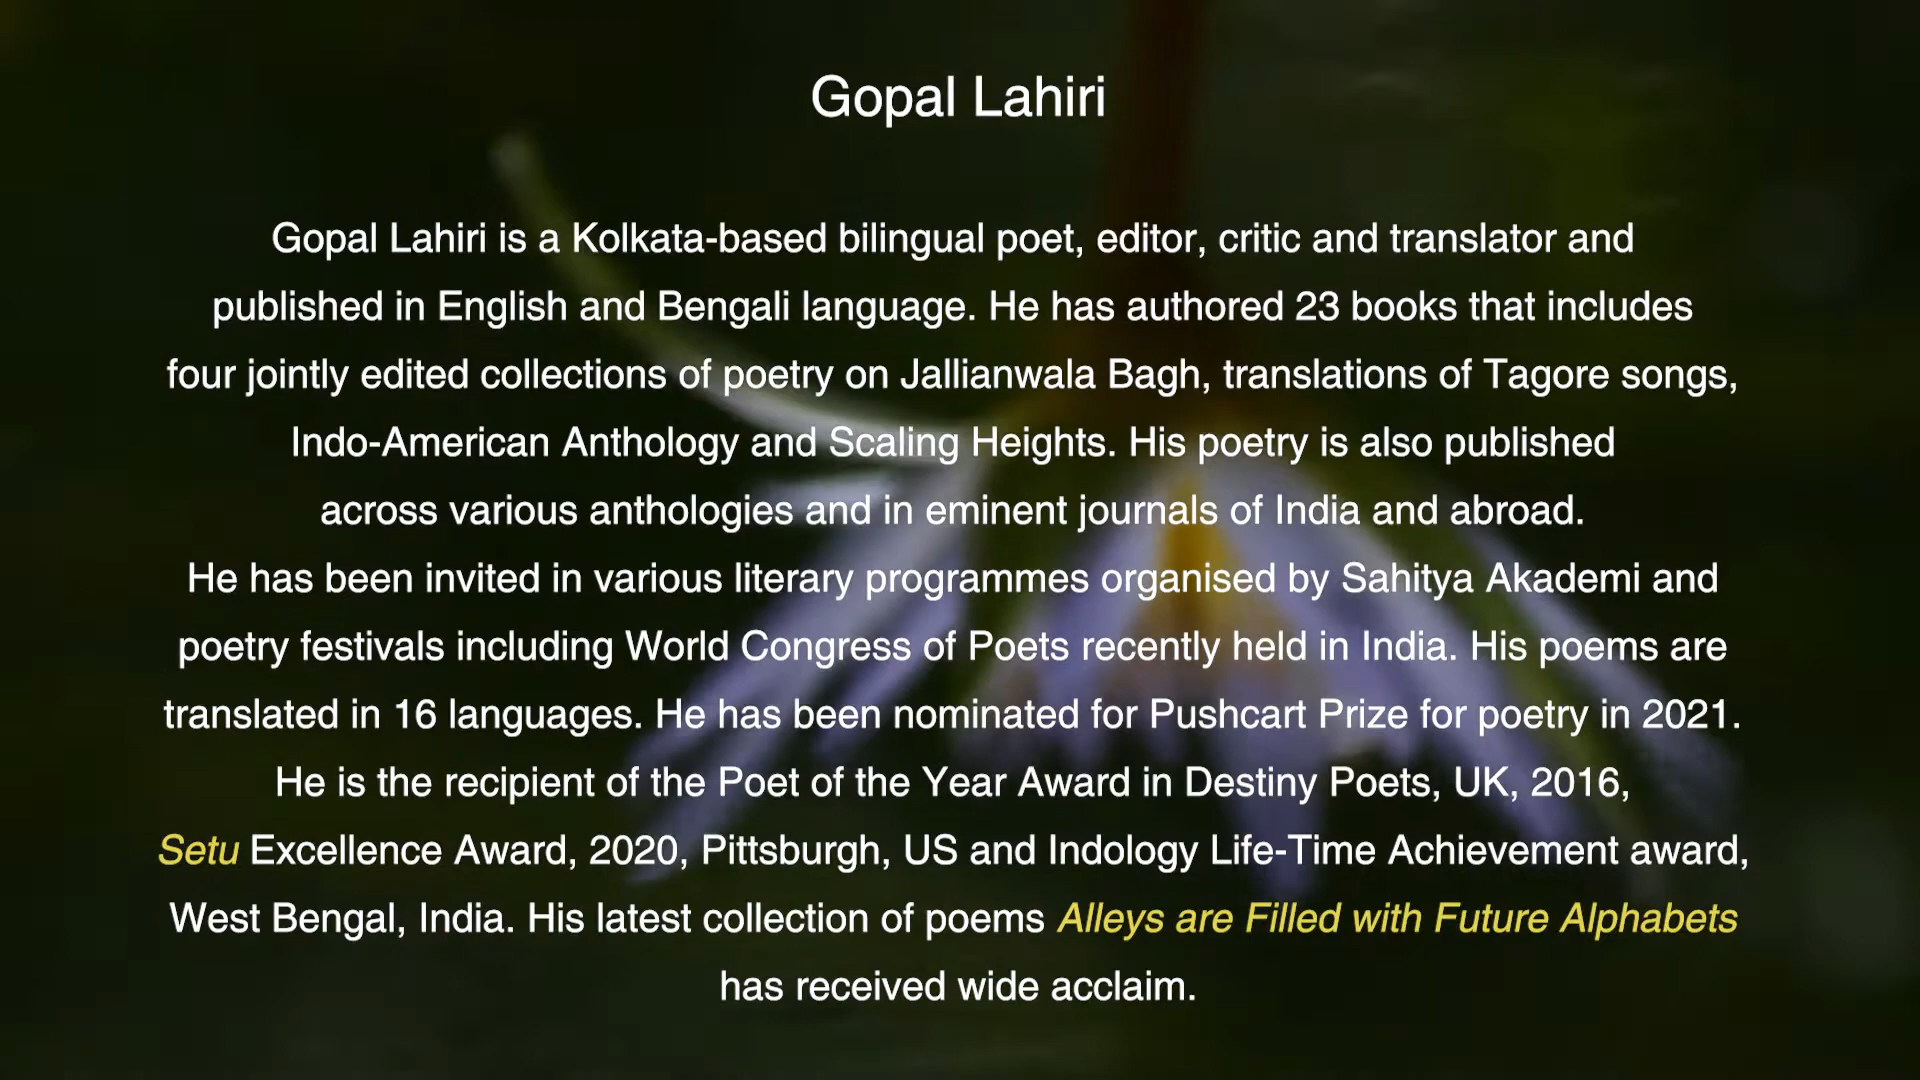 Gopal Lahiri
Gopal Lahiri is a Kolkata-based bilingual poet, editor, critic and translator and
published in English and Bengali language. He has authored 23 books that includes
four jointly edited collections of poetry on Jallianwala Bagh, translations of Tagore songs,
Indo-American Anthology and Scaling Heights. His poetry is also published
across various anthologies and in eminent journals of India and abroad.
He has been invited in various literary programmes organised by Sahitya Akademi and
poetry festivals including World Congress of Poets recently held in India. His poems are
translated in 16 languages. He has been nominated for Pushcart Prize for poetry in 2021.
He is the recipient of the Poet of the Year Award in Destiny Poets, UK, 2016,
Setu Excellence Award, 2020, Pittsburgh, US and Indology Life-Time Achievement award,
West Bengal, India. His latest collection of poems Alleys are Filled with Future Alphabets
has received wide acclaim.